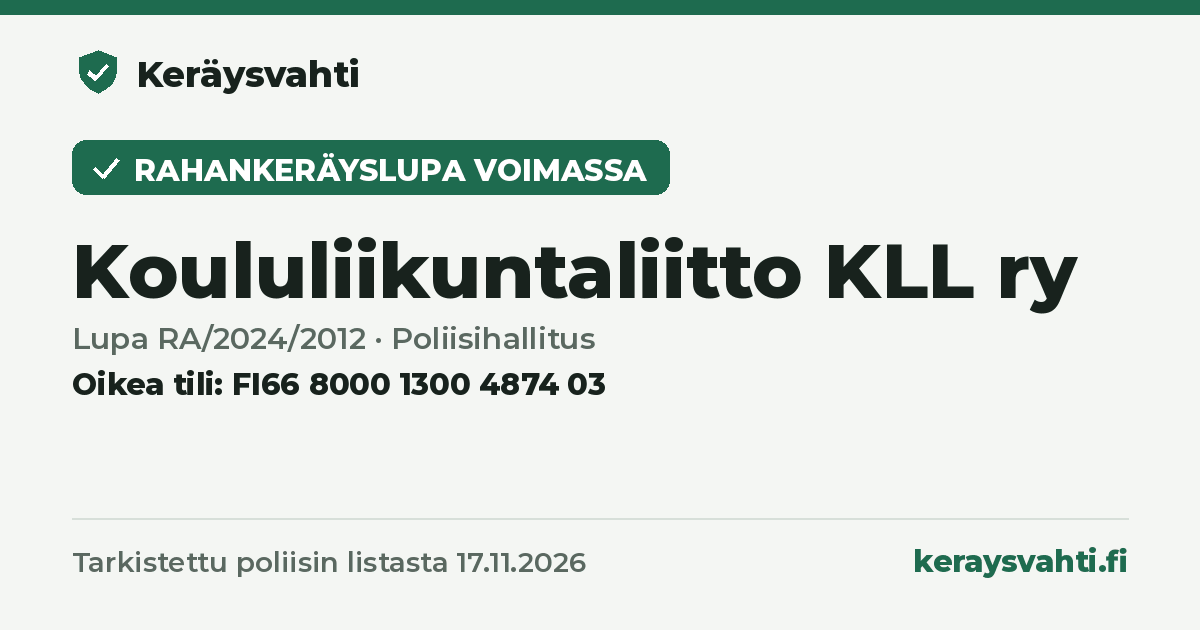 Keräysvahti
RAHANKERÄYSLUPA VOIMASSA
Koululiikuntaliitto KLL ry
Lupa RA/2024/2012 · Poliisihallitus
Oikea tili: FI66 8000 1300 4874 03
Tarkistettu poliisin listasta 17.11.2026
keraysvahti.fi